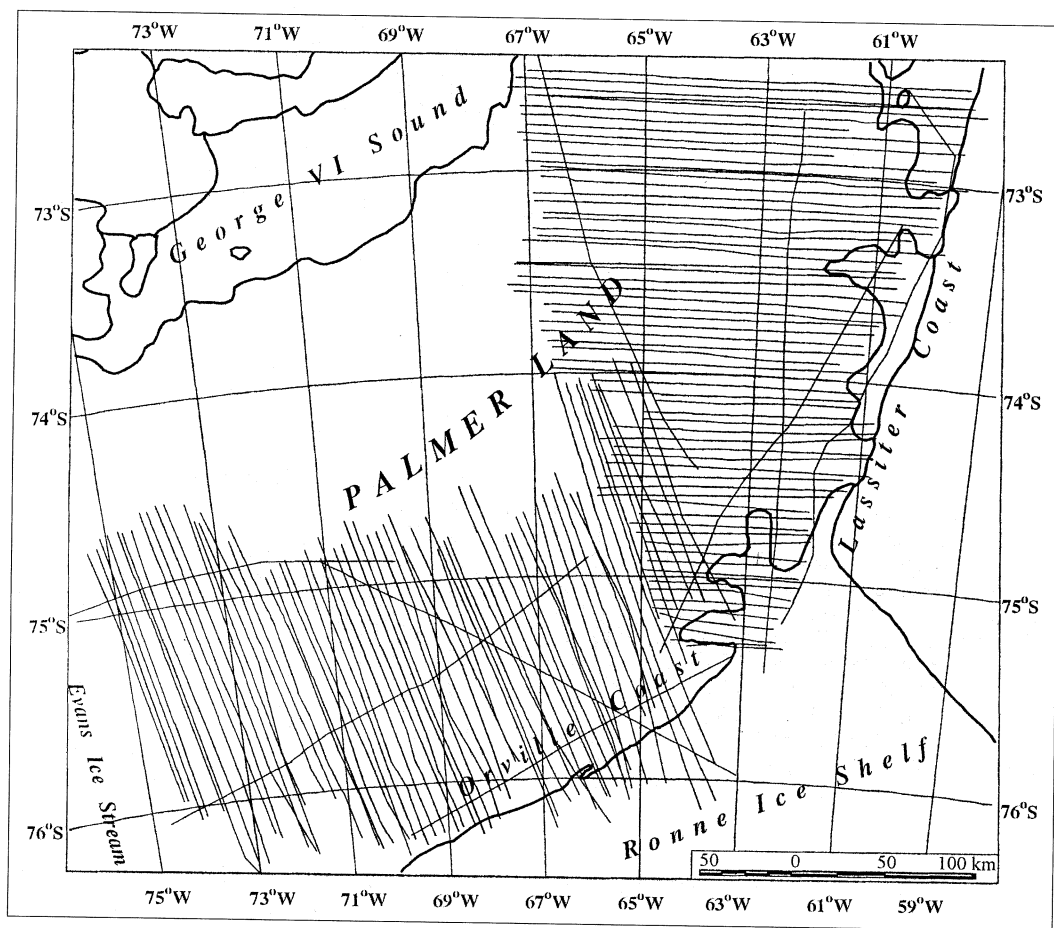 73°W 71°W 69°W 67°W 65°W 63°W 61°W
George VI Sound
73°S 73°S
PALMER LAND
Lassiter Coast
74°S 74°S
75°S 75°S
Evans Ice Stream
Orville Coast
Ronne Ice Shelf
76°S 76°S
50 0 50 100 km
75°W 73°W 71°W 69°W 67°W 65°W 63°W 61°W 59°W